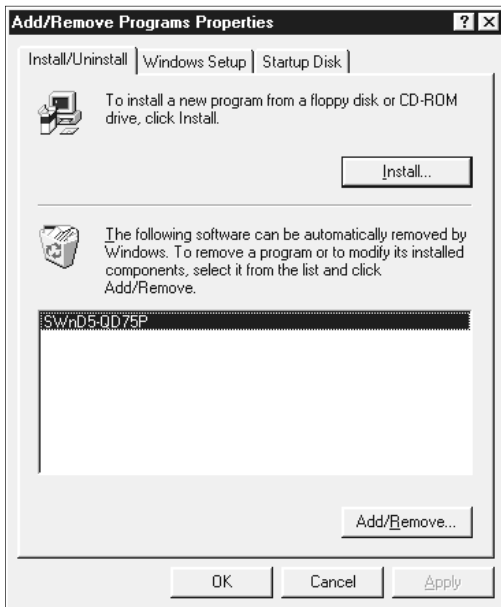 Add/Remove Programs Properties
Install/Uninstall
Windows Setup
Startup Disk
To install a new program from a floppy disk or CD-ROM
drive, click Install.
Install...
The following software can be automatically removed by
Windows. To remove a program or to modify its installed
components, select it from the list and click
Add/Remove.
SWnD5-QD75P
Add/Remove...
OK
Cancel
Apply